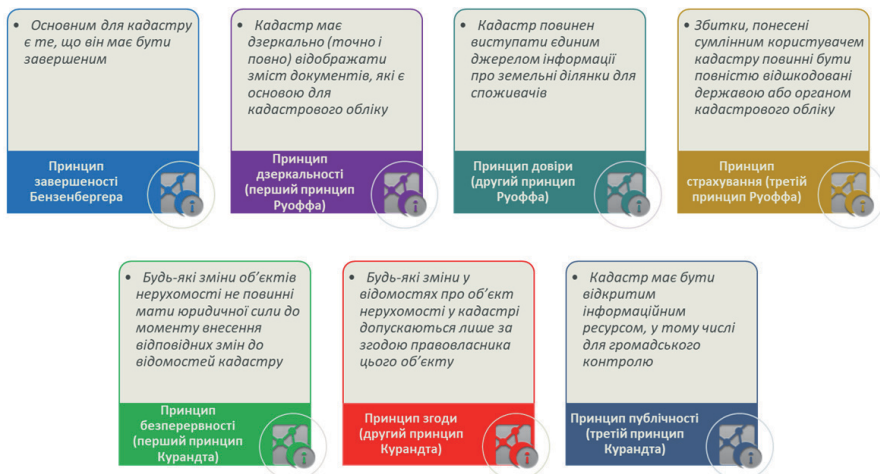 • Основним для кадастру
є те, що він має бути
завершеним
Принцип
завершеності
Бензенбергера
• Кадастр має
дзеркально (точно і
повно) відображати
зміст документів, які є
основою для
кадастрового обліку
Принцип
дзеркальності
(перший принцип
Руоффа)
• Кадастр повинен
виступати єдиним
джерелом інформації
про земельні ділянки для
споживачів
Принцип довіри
(другий принцип
Руоффа)
• Збитки, понесені
сумлінним користувачем
кадастру повинні бути
повністю відшкодовані
державою або органом
кадастрового обліку
Принцип
страхування (третій
принцип Руоффа)
• Будь-які зміни об’єктів
нерухомості не повинні
мати юридичної сили до
моменту внесення
відповідних змін до
відомостей кадастру
Принцип
безперервності
(перший принцип
Курандта)
• Будь-які зміни у
відомостях про об’єкт
нерухомості у кадастрі
допускаються лише за
згодою правовласника
цього об’єкту
Принцип згоди
(другий принцип
Курандта)
• Кадастр має бути
відкритим
інформаційним
ресурсом, у тому числі
для громадського
контролю
Принцип публічності
(третій принцип
Курандта)